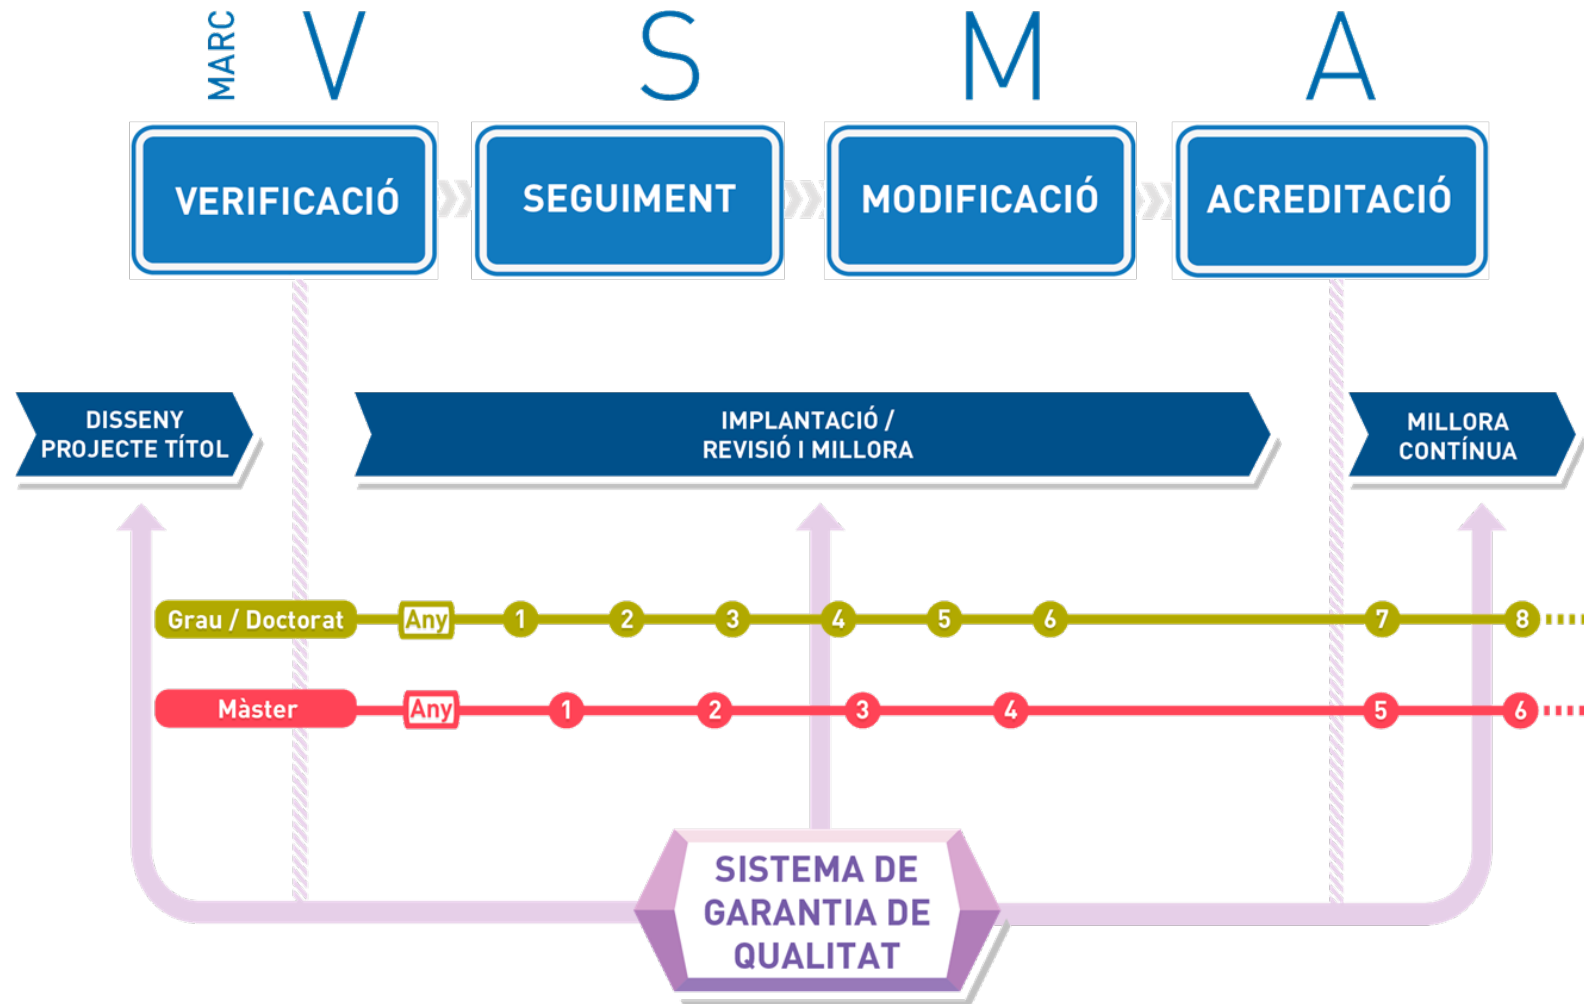 MARC V S M A
VERIFICACIÓ
SEGUIMENT
MODIFICACIÓ
ACREDITACIÓ
DISSENY
PROJECTE TÍTOL
IMPLANTACIÓ /
REVISIÓ I MILLORA
MILLORA
CONTÍNUA
Grau / Doctorat Any 1 2 3 4 5 6 7 8
Màster Any 1 2 3 4 5 6
SISTEMA DE
GARANTIA DE
QUALITAT